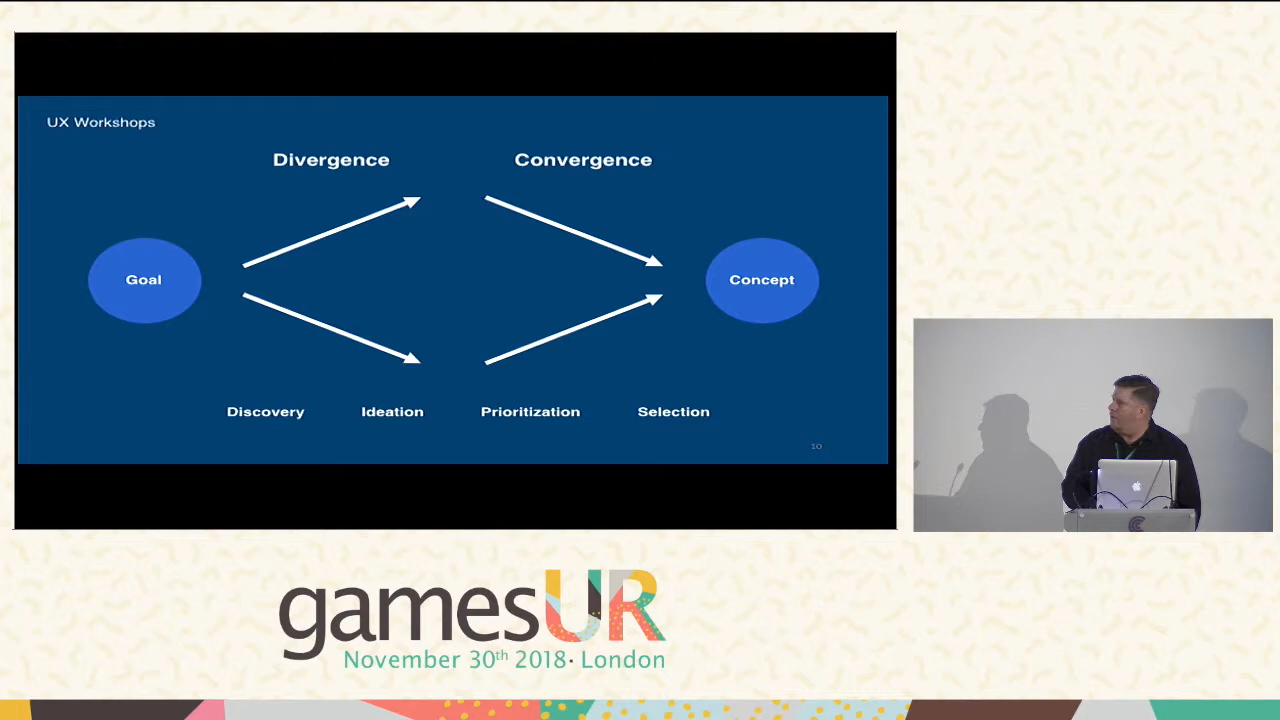 UX Workshops
Divergence
Convergence
Goal
Concept
Discovery
Ideation
Prioritization
Selection
10
gamesUR
November 30th 2018 · London